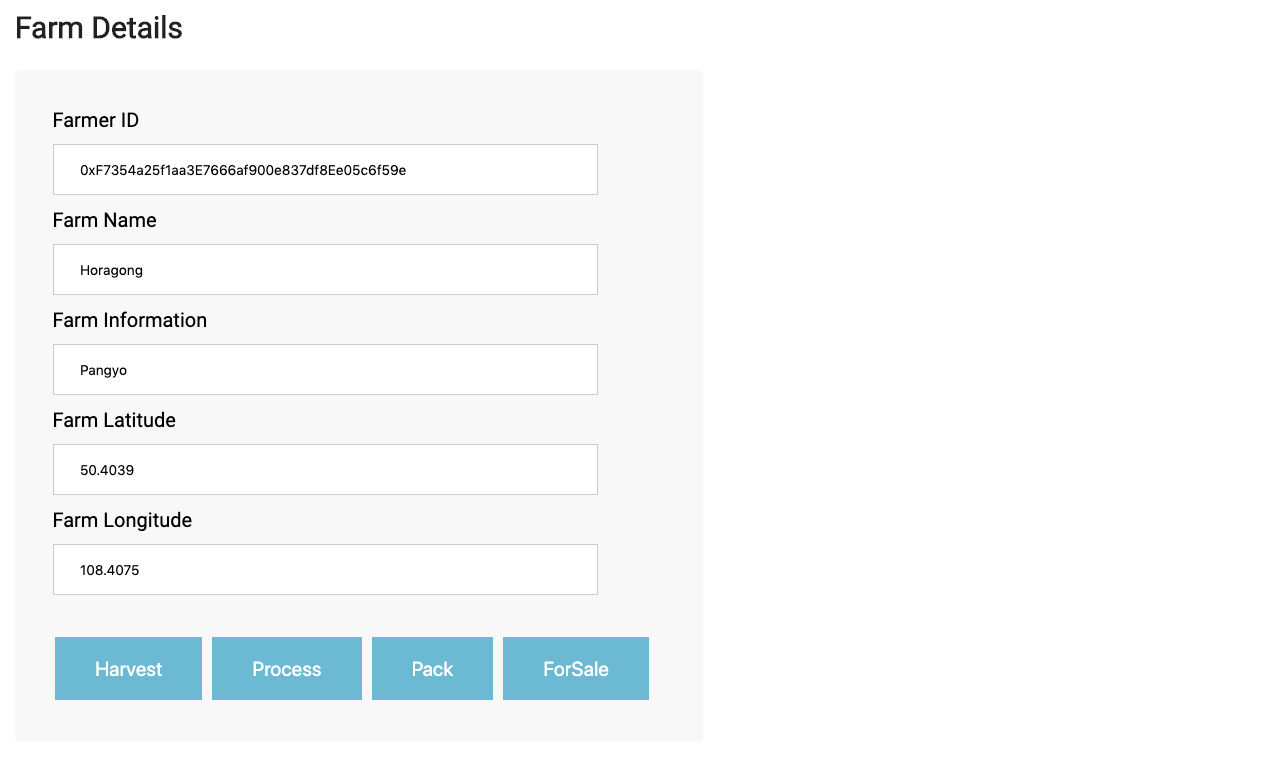 Farm Details
Farmer ID
0xF7354a25f1aa3E7666af900e837df8Ee05c6f59e
Farm Name
Horagong
Farm Information
Pangyo
Farm Latitude
50.4039
Farm Longitude
108.4075
Harvest Process Pack ForSale